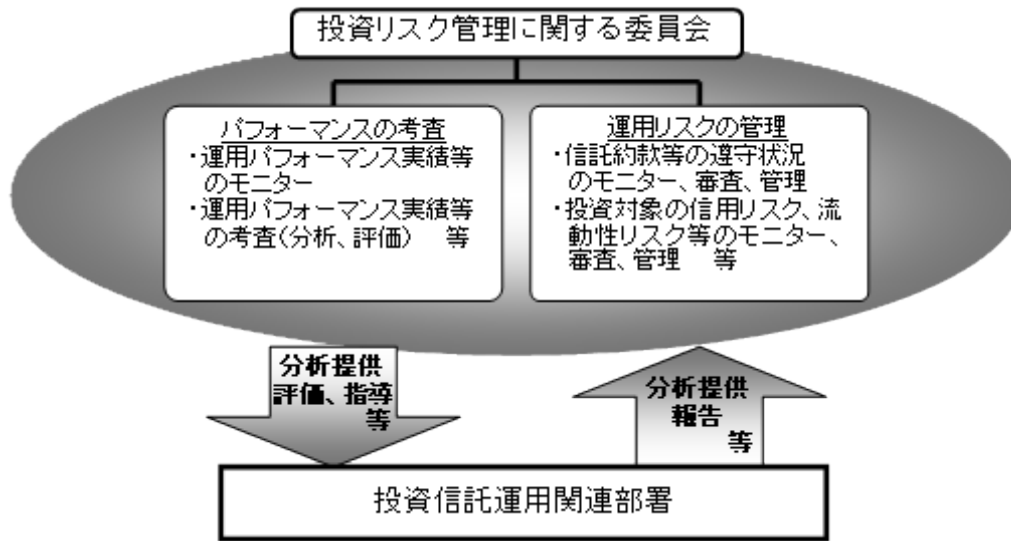 投資リスク管理に関する委員会
パフォーマンスの考査
・運用パフォーマンス実績等
のモニター
・運用パフォーマンス実績等
の考査(分析、評価) 等
運用リスクの管理
・信託約款等の遵守状況
のモニター、審査、管理
・投資対象の信用リスク、流
動性リスク等のモニター、
審査、管理 等
分析提供
評価、指導
等
分析提供
報告
等
投資信託運用関連部署